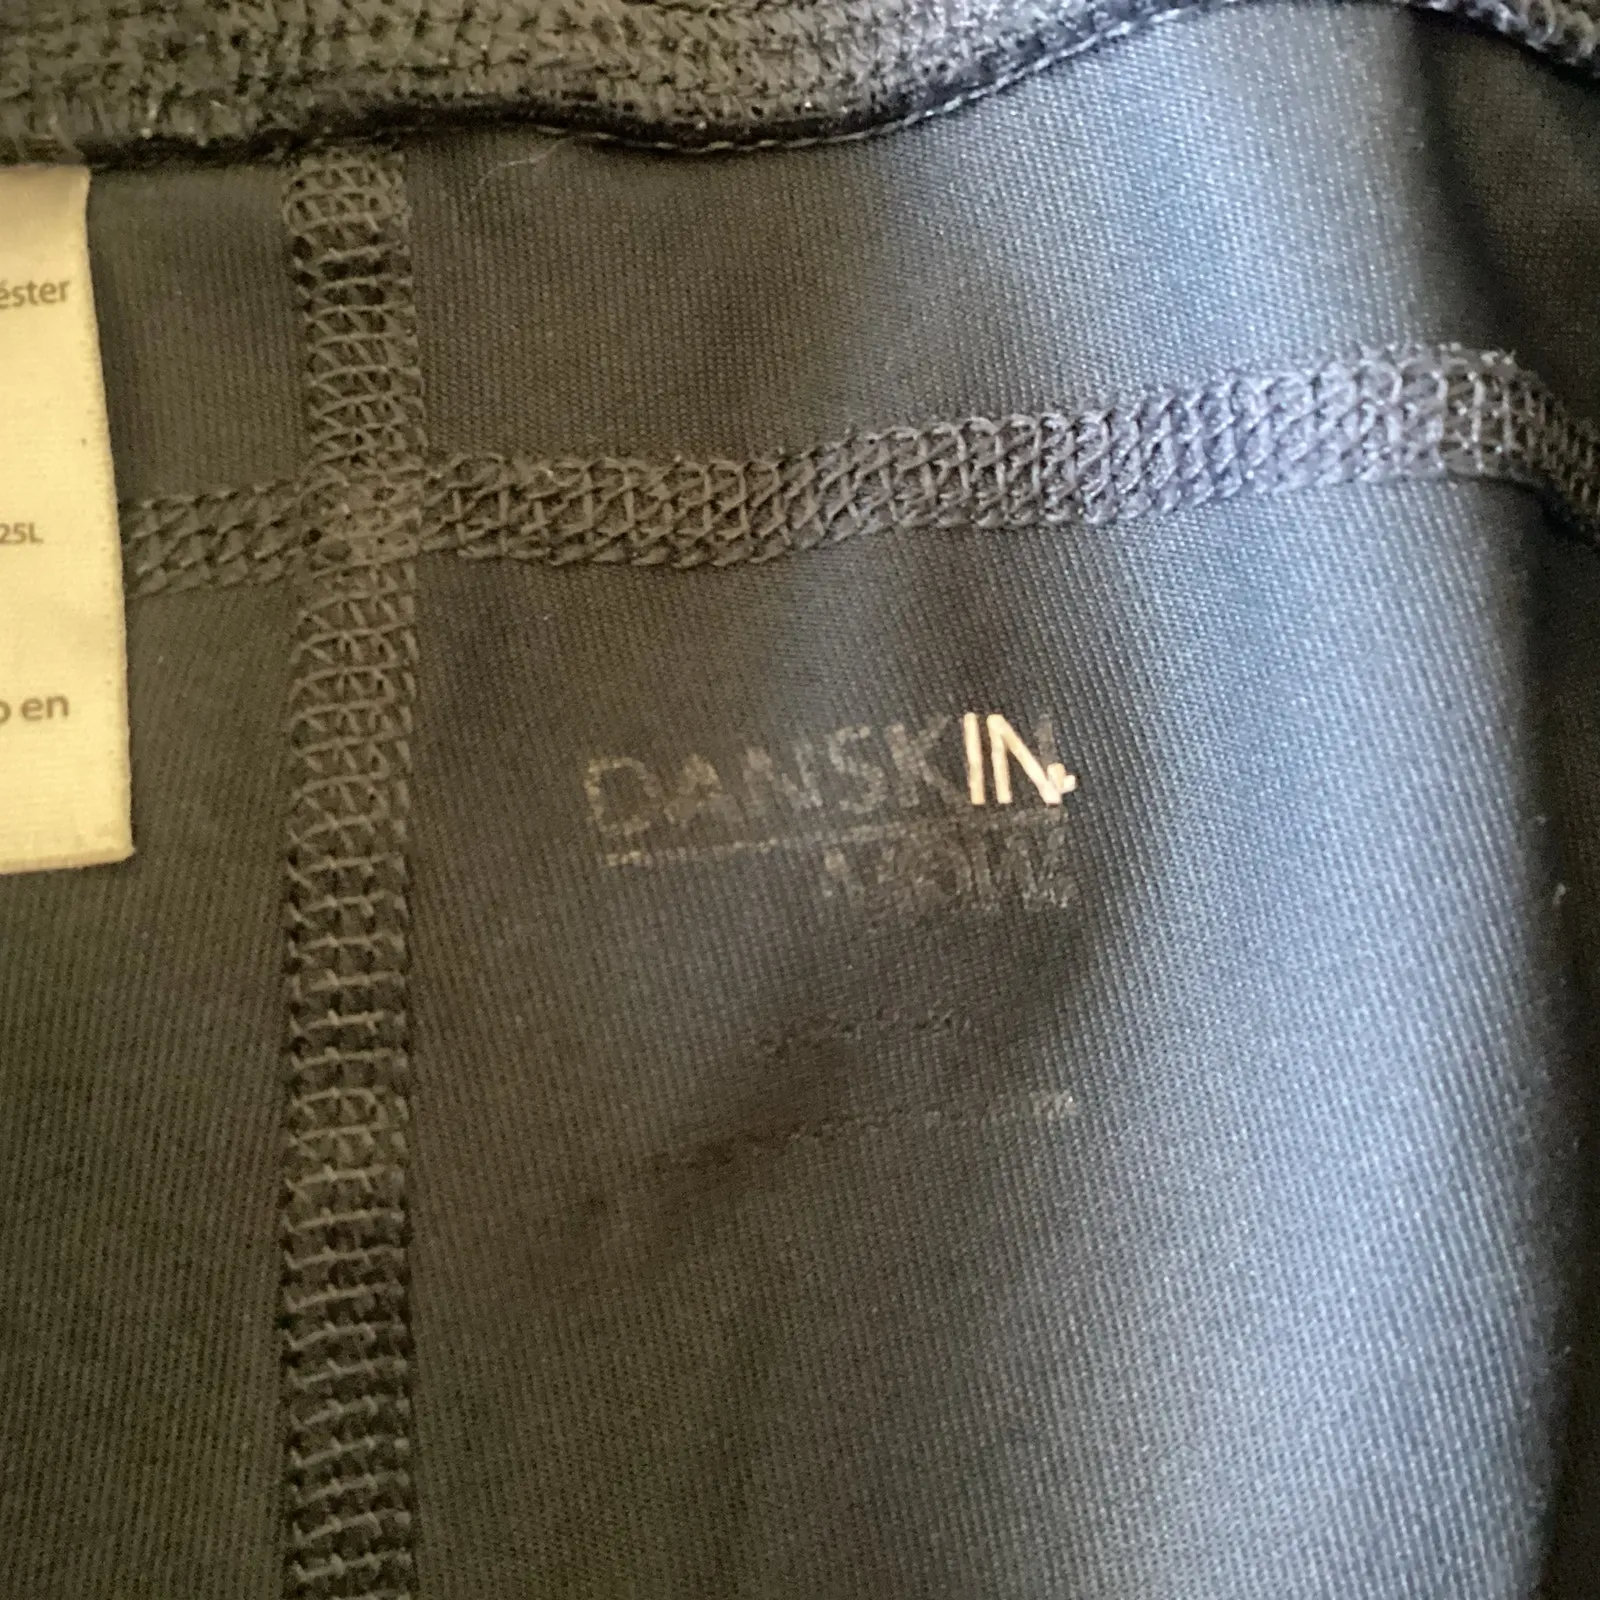 éster
25L
o en
DANSKIN
NOW